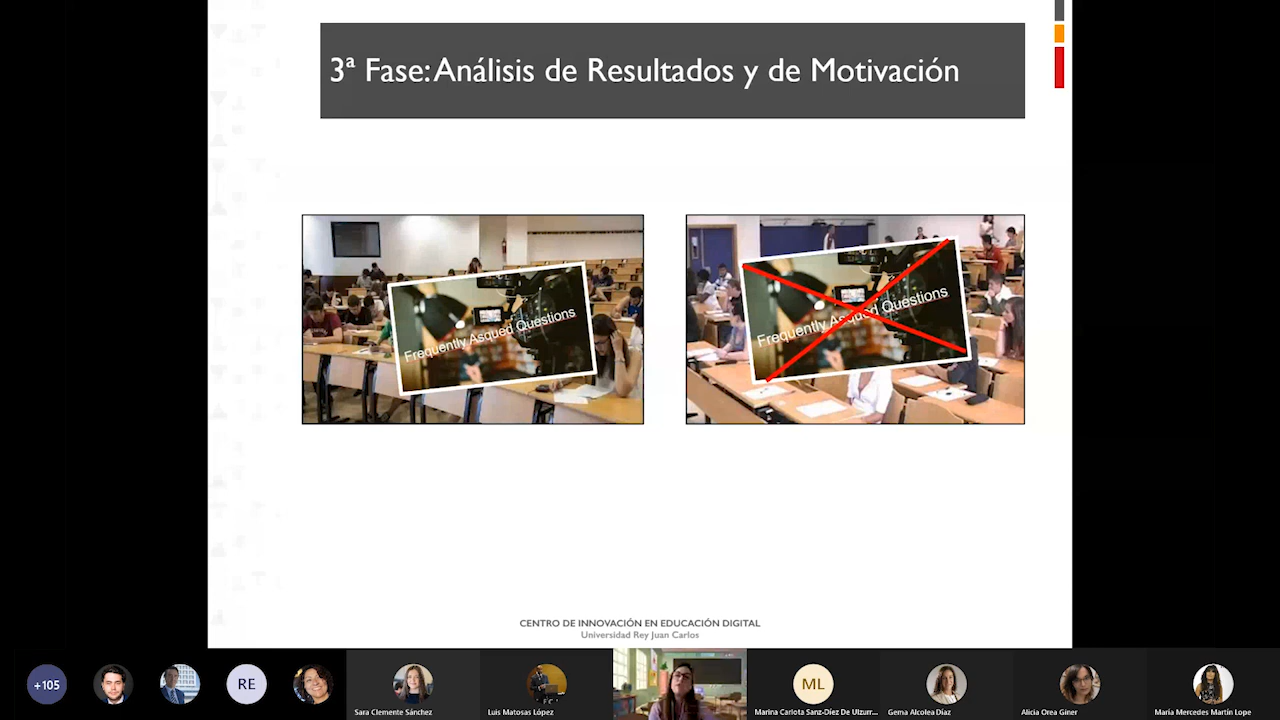 3ª Fase: Análisis de Resultados y de Motivación
Frequently Asqued Questions
Frequently Asqued Questions
CENTRO DE INNOVACIÓN EN EDUCACIÓN DIGITAL
Universidad Rey Juan Carlos
+105
RE
Sara Clemente Sánchez
Luis Matosas López
ML
Marina Carlota Sanz-Díez De Ulzurr...
Gema Alcolea Díaz
Alicia Orea Giner
María Mercedes Martín Lope